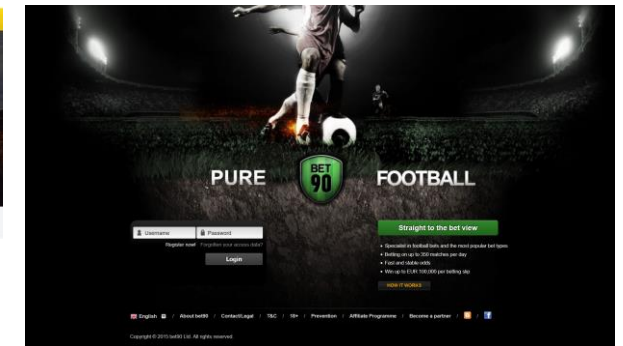 PURE
BET
90
FOOTBALL
Username
Password
Register now!
Forgotten your access data?
Login
Straight to the bet view
Specialist in football bets and the most popular bet types
Betting on up to 350 matches per day
Fast and stable odds
Win up to EUR 100,000 per betting slip
HOW IT WORKS
English / About bet90 / Contact/Legal / T&C / 18+ / Prevention / Affiliate Programme / Become a partner /
Copyright © 2015 bet90 Ltd. All rights reserved